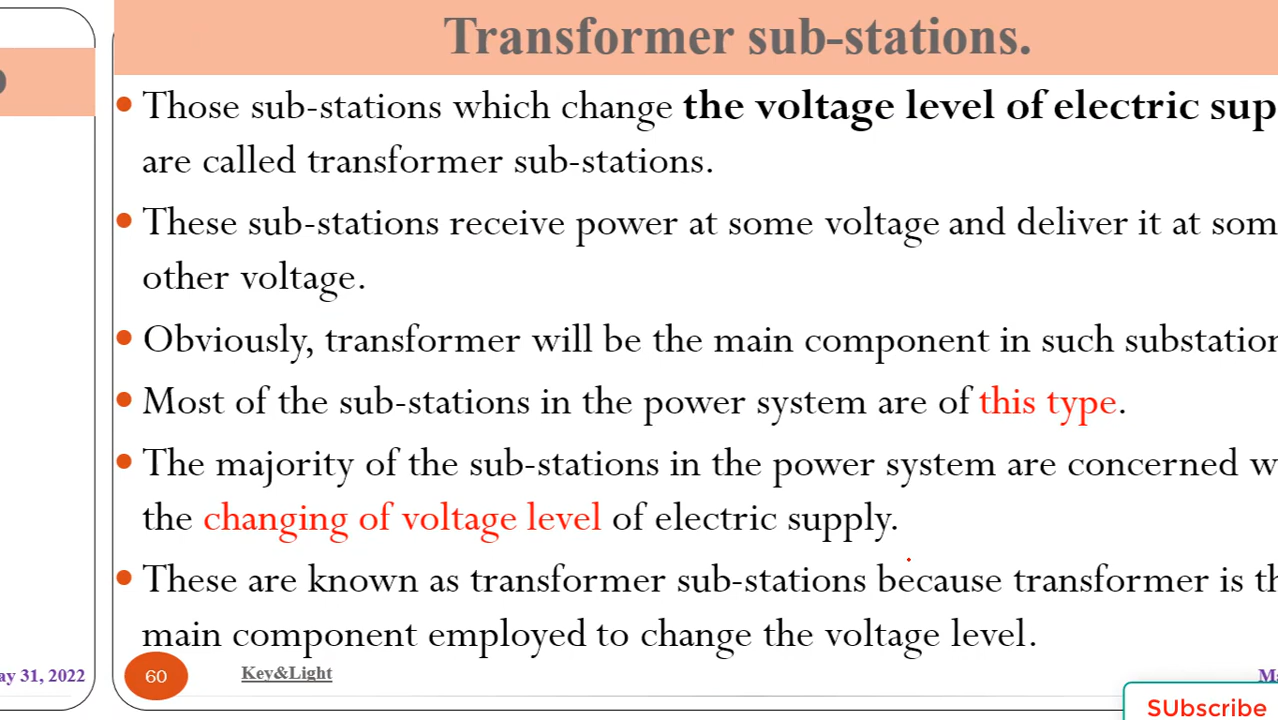 Transformer sub-stations.
• Those sub-stations which change the voltage level of electric
are called transformer sub-stations.
• These sub-stations receive power at some voltage and deliver it at
other voltage.
• Obviously, transformer will be the main component in such
• Most of the sub-stations in the power system are of this type.
• The majority of the sub-stations in the power system are concerned
the changing of voltage level of electric supply.
• These are known as transformer sub-stations because transformer is
main component employed to change the voltage level.
31, 2022
60
Key&Light
SUbscribe